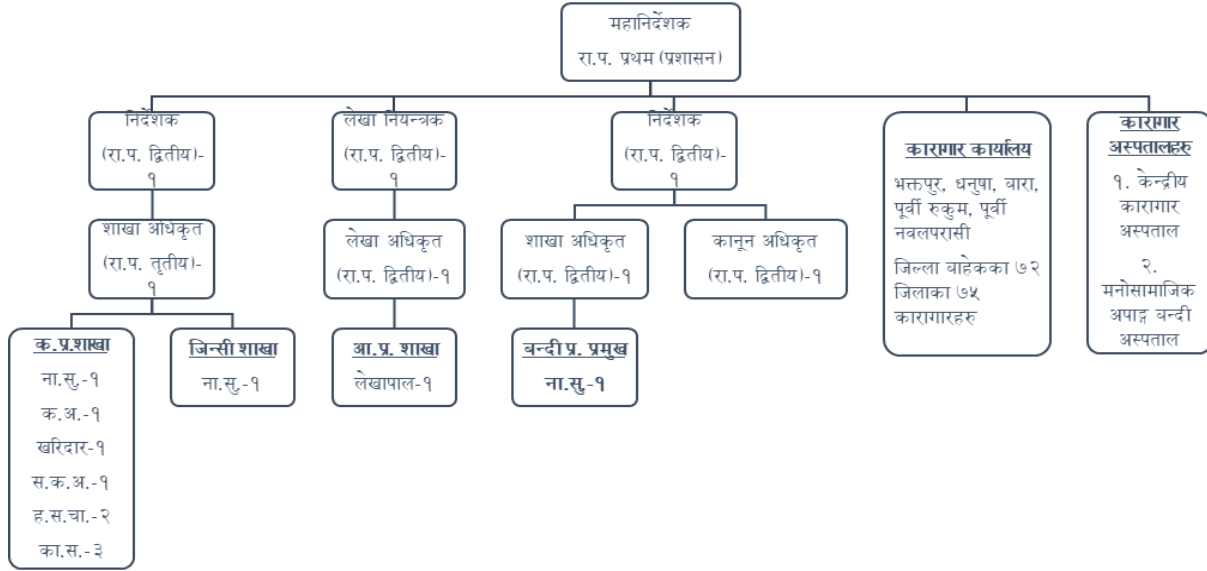 महानिर्देशक
रा.प. प्रथम (प्रशासन)
निर्देशक
(रा.प. द्वितीय)-
१
लेखा नियन्त्रक
(रा.प. द्वितीय)-
१
निर्देशक
(रा.प. द्वितीय)-
१
कारागार कार्यालय
भक्तपुर, धनुषा, बारा,
पूर्वी रुकुम, पूर्वी
नवलपरासी
जिल्ला बाहेकका ७२
जिलाका ७५
कारागारहरु
कारागार
अस्पतालहरु
१. केन्द्रीय
कारागार
अस्पताल
२.
मनोसामाजिक
अपाङ्ग बन्दी
अस्पताल
शाखा अधिकृत
(रा.प. तृतीय)-
१
लेखा अधिकृत
(रा.प. द्वितीय)-१
शाखा अधिकृत
(रा.प. द्वितीय)-१
कानून अधिकृत
(रा.प. द्वितीय)-१
क.प्र.शाखा
ना.सु.-१
क.अ.-१
खरिदार-१
स.क.अ.-१
ह.स.चा.-२
का.स.-३
जिन्सी शाखा
ना.सु.-१
आ.प्र. शाखा
लेखापाल-१
बन्दी प्र. प्रमुख
ना.सु-१